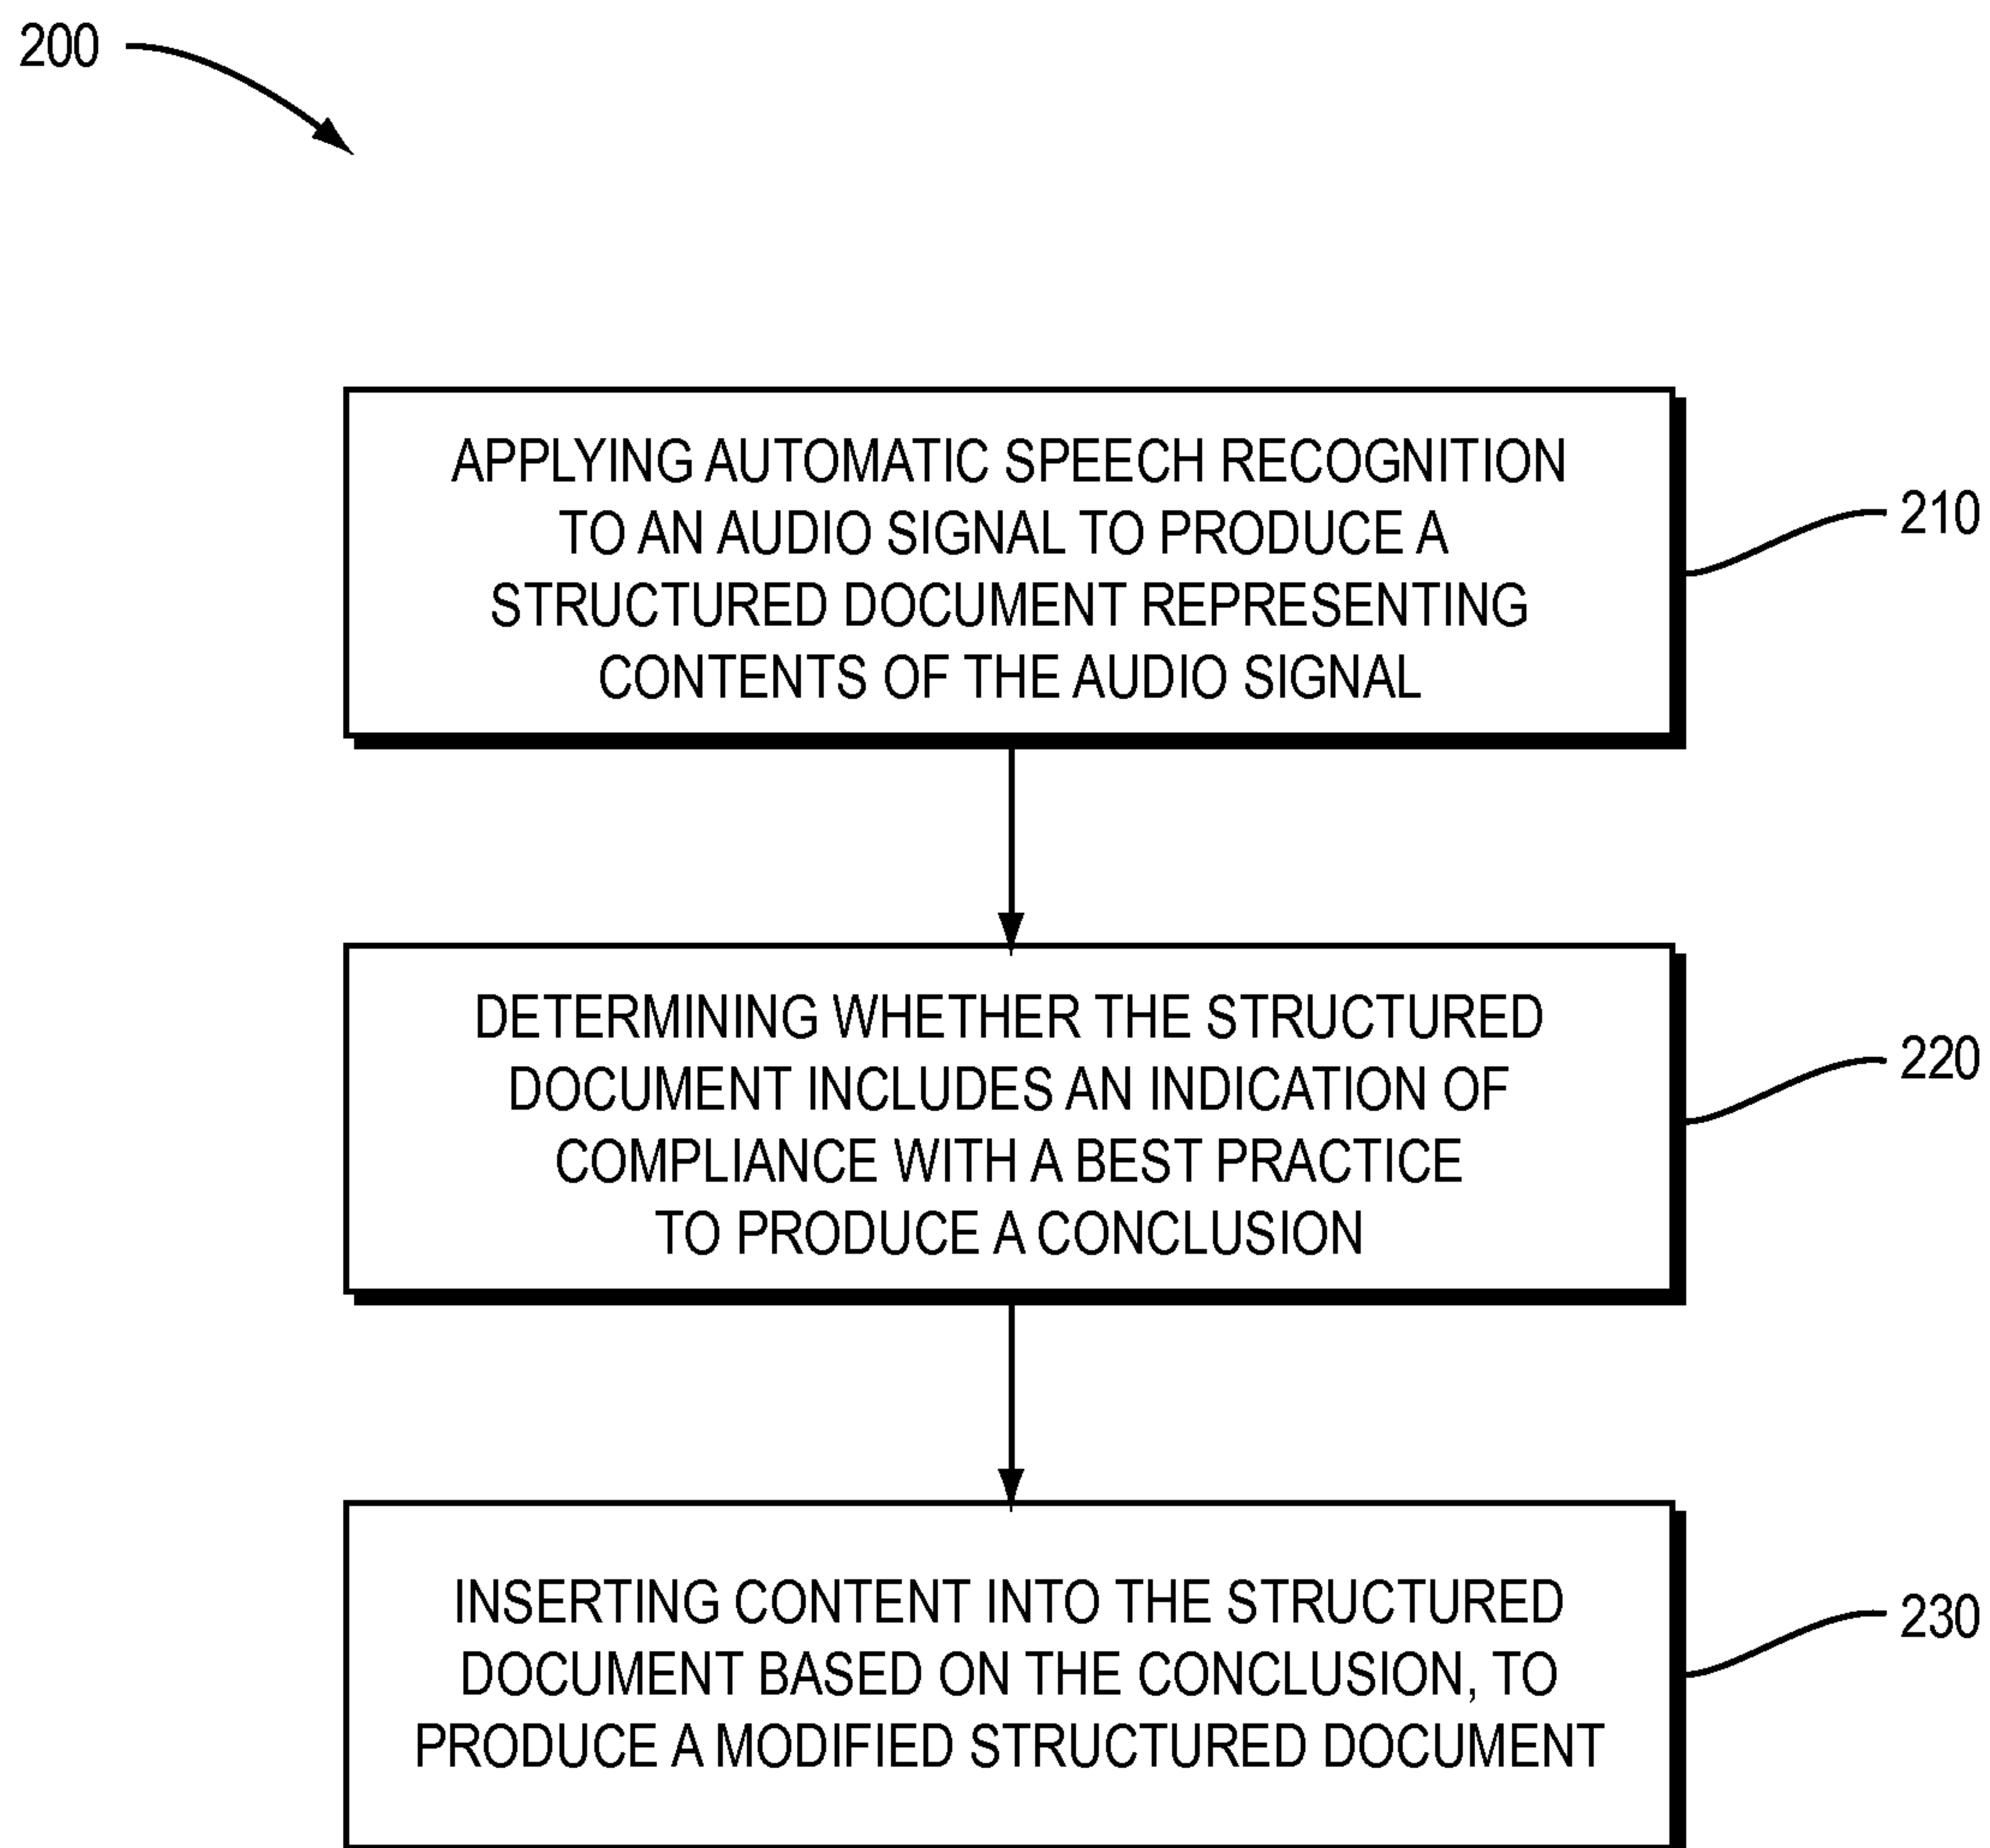 200
APPLYING AUTOMATIC SPEECH RECOGNITION
TO AN AUDIO SIGNAL TO PRODUCE A
STRUCTURED DOCUMENT REPRESENTING
CONTENTS OF THE AUDIO SIGNAL
210
DETERMINING WHETHER THE STRUCTURED
DOCUMENT INCLUDES AN INDICATION OF
COMPLIANCE WITH A BEST PRACTICE
TO PRODUCE A CONCLUSION
220
INSERTING CONTENT INTO THE STRUCTURED
DOCUMENT BASED ON THE CONCLUSION, TO
PRODUCE A MODIFIED STRUCTURED DOCUMENT
230